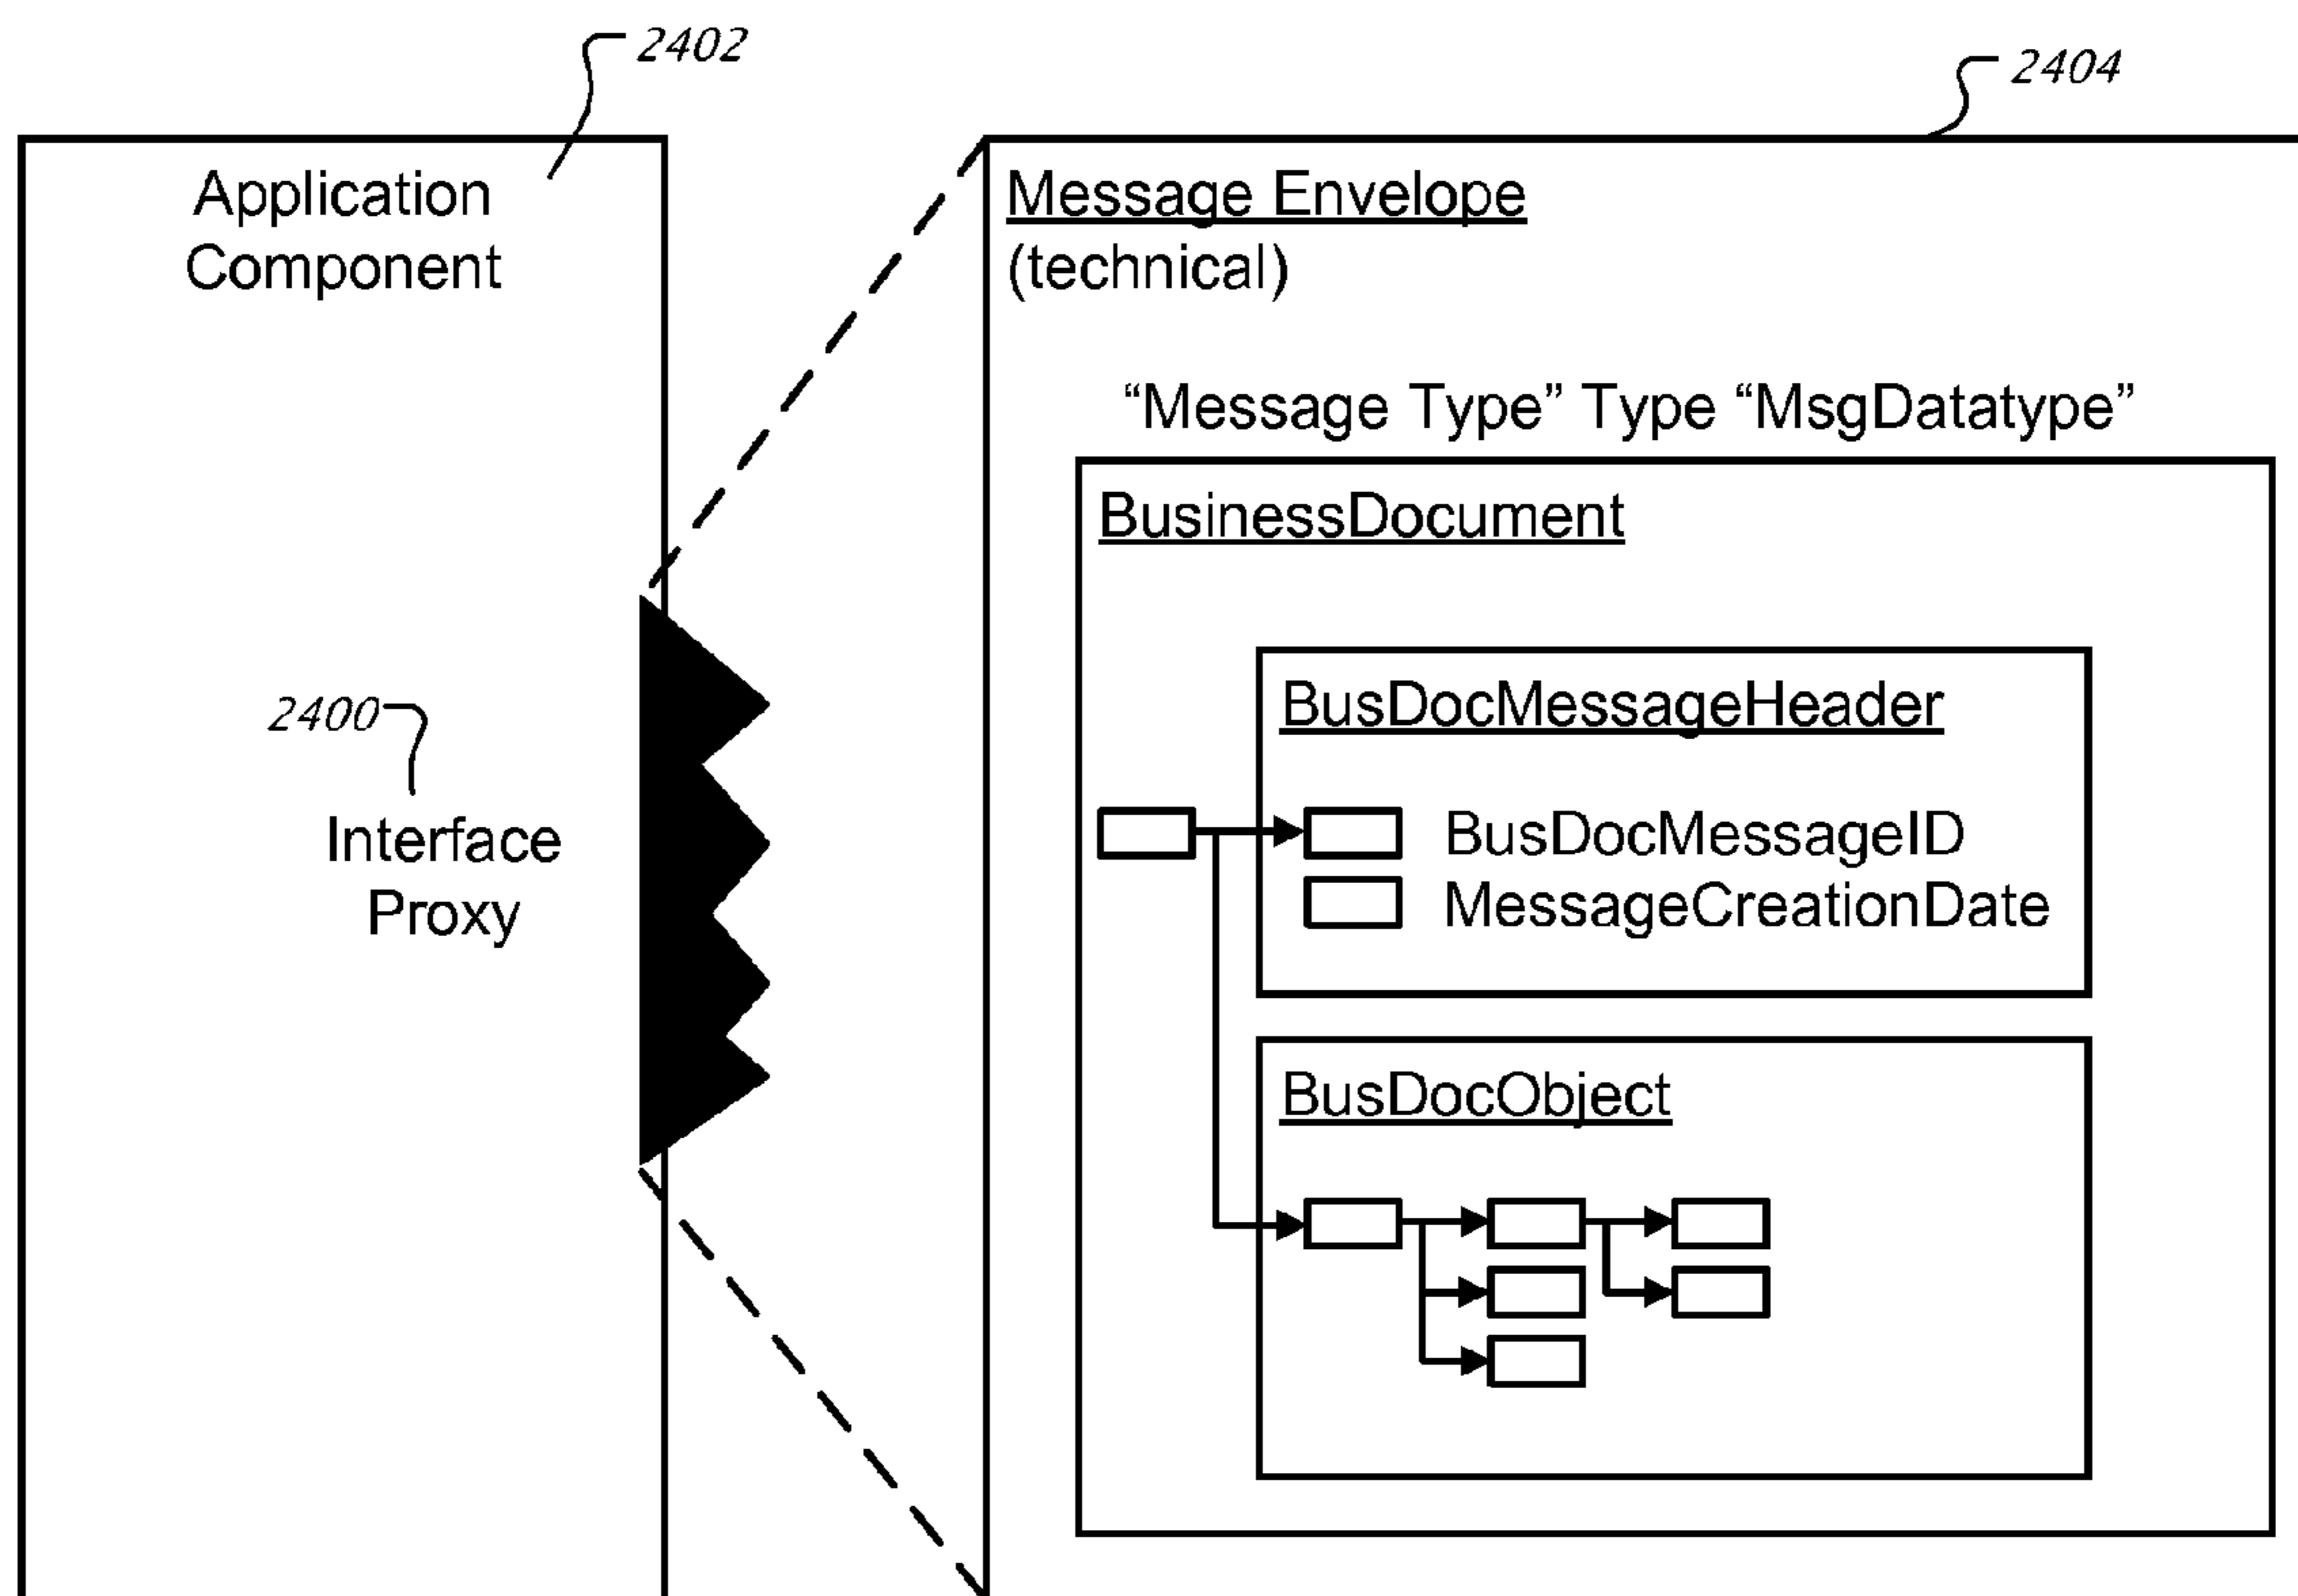 2402
2404
Application
Component
Message Envelope
(technical)
“Message Type” Type “MsgDatatype”
BusinessDocument
BusDocMessageHeader
2400
Interface
Proxy
BusDocMessageID
MessageCreationDate
BusDocObject